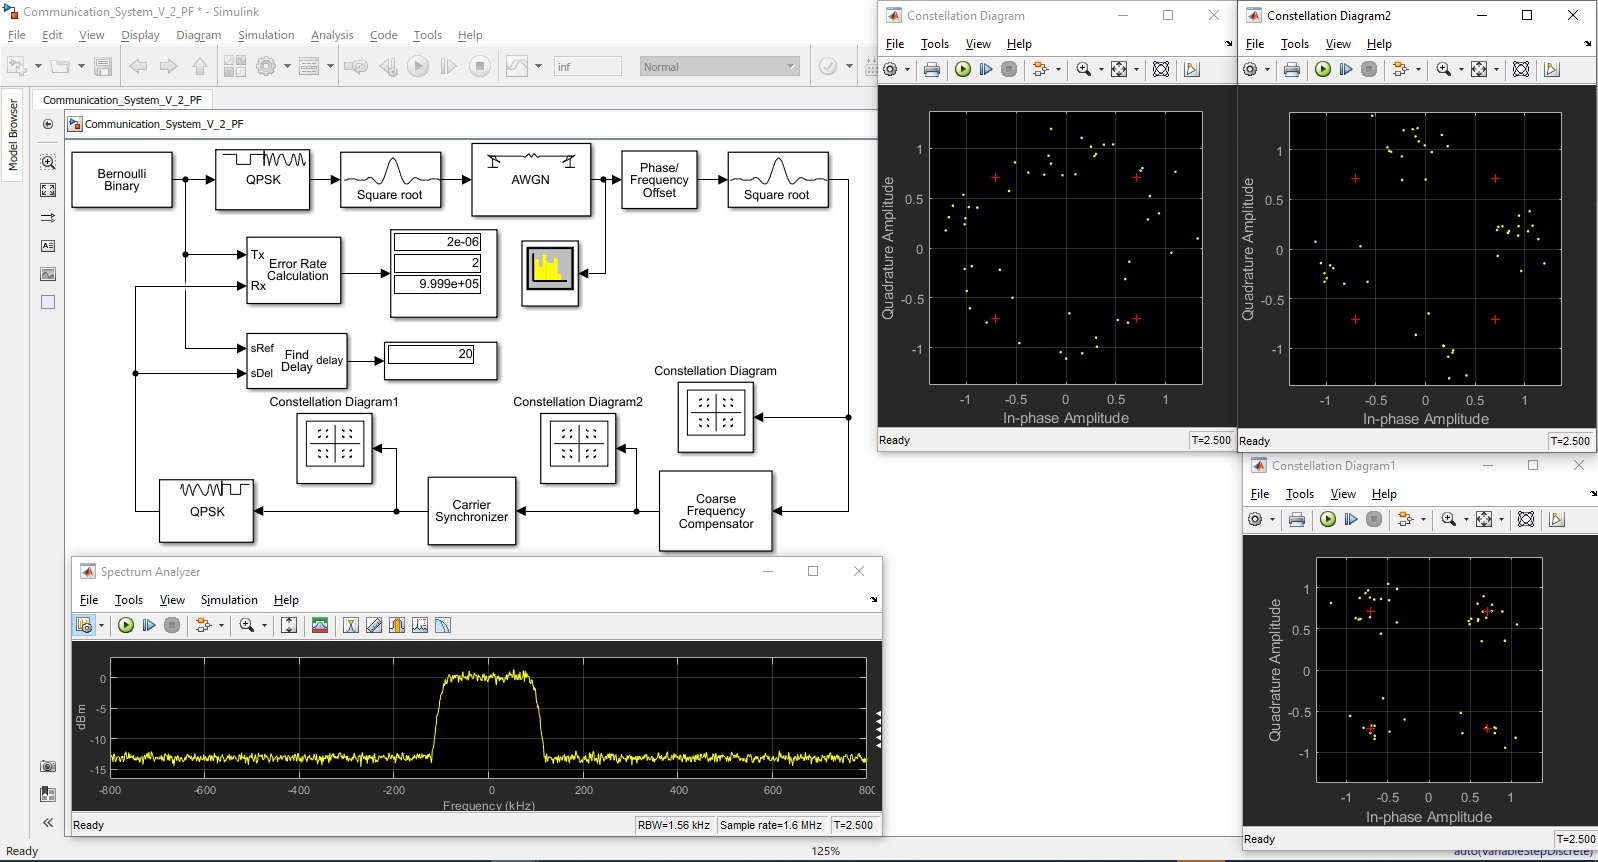 Communication_System_V_2_PF * - Simulink
File Edit View Display Diagram Simulation Analysis Code Tools Help
inf
Normal
Model Browser
Communication_System_V_2_PF
Communication_System_V_2_PF
Bernoulli
Binary
QPSK
Square root
AWGN
Phase/
Frequency
Offset
Square root
Tx
Rx
Error Rate
Calculation
2e-06
2
9.999e+05
sRef
sDel
Find
Delay
delay
20
Constellation Diagram
Constellation Diagram1
Constellation Diagram2
QPSK
Carrier
Synchronizer
Coarse
Frequency
Compensator
Spectrum Analyzer
File Tools View Simulation Help
dBm
0
-5
-10
-15
-800 -600 -400 -200 0 200 400 600 800
Frequency (kHz)
Ready
RBW=1.56 kHz Sample rate=1.6 MHz T=2.500
Ready
125%
auto(VariableStepDiscrete)
Constellation Diagram
File Tools View Help
Quadrature Amplitude
1
0.5
0
-0.5
-1
-1 -0.5 0 0.5 1
In-phase Amplitude
Ready
T=2.500
Constellation Diagram2
File Tools View Help
Quadrature Amplitude
1
0.5
0
-0.5
-1
-1 -0.5 0 0.5 1
In-phase Amplitude
Ready
T=2.500
Constellation Diagram1
File Tools View Help
Quadrature Amplitude
1
0.5
0
-0.5
-1
-1 -0.5 0 0.5 1
In-phase Amplitude
Ready
T=2.500